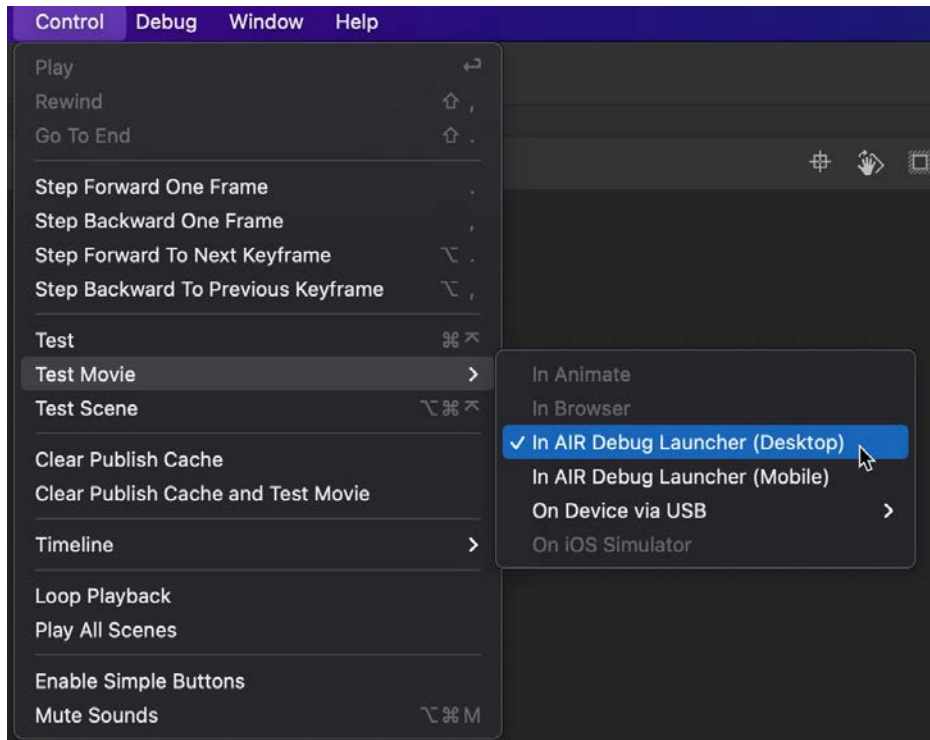 Control Debug Window Help
Play ↩
Rewind ⇧ ,
Go To End ⇧ .
Step Forward One Frame .
Step Backward One Frame ,
Step Forward To Next Keyframe ⌥ .
Step Backward To Previous Keyframe ⌥ ,
Test ⌘ ⌤
Test Movie >
In Animate
Test Scene ⌥ ⌘ ⌤
In Browser
✓ In AIR Debug Launcher (Desktop)
Clear Publish Cache
In AIR Debug Launcher (Mobile)
Clear Publish Cache and Test Movie
On Device via USB >
Timeline >
On iOS Simulator
Loop Playback
Play All Scenes
Enable Simple Buttons
Mute Sounds ⌥ ⌘ M